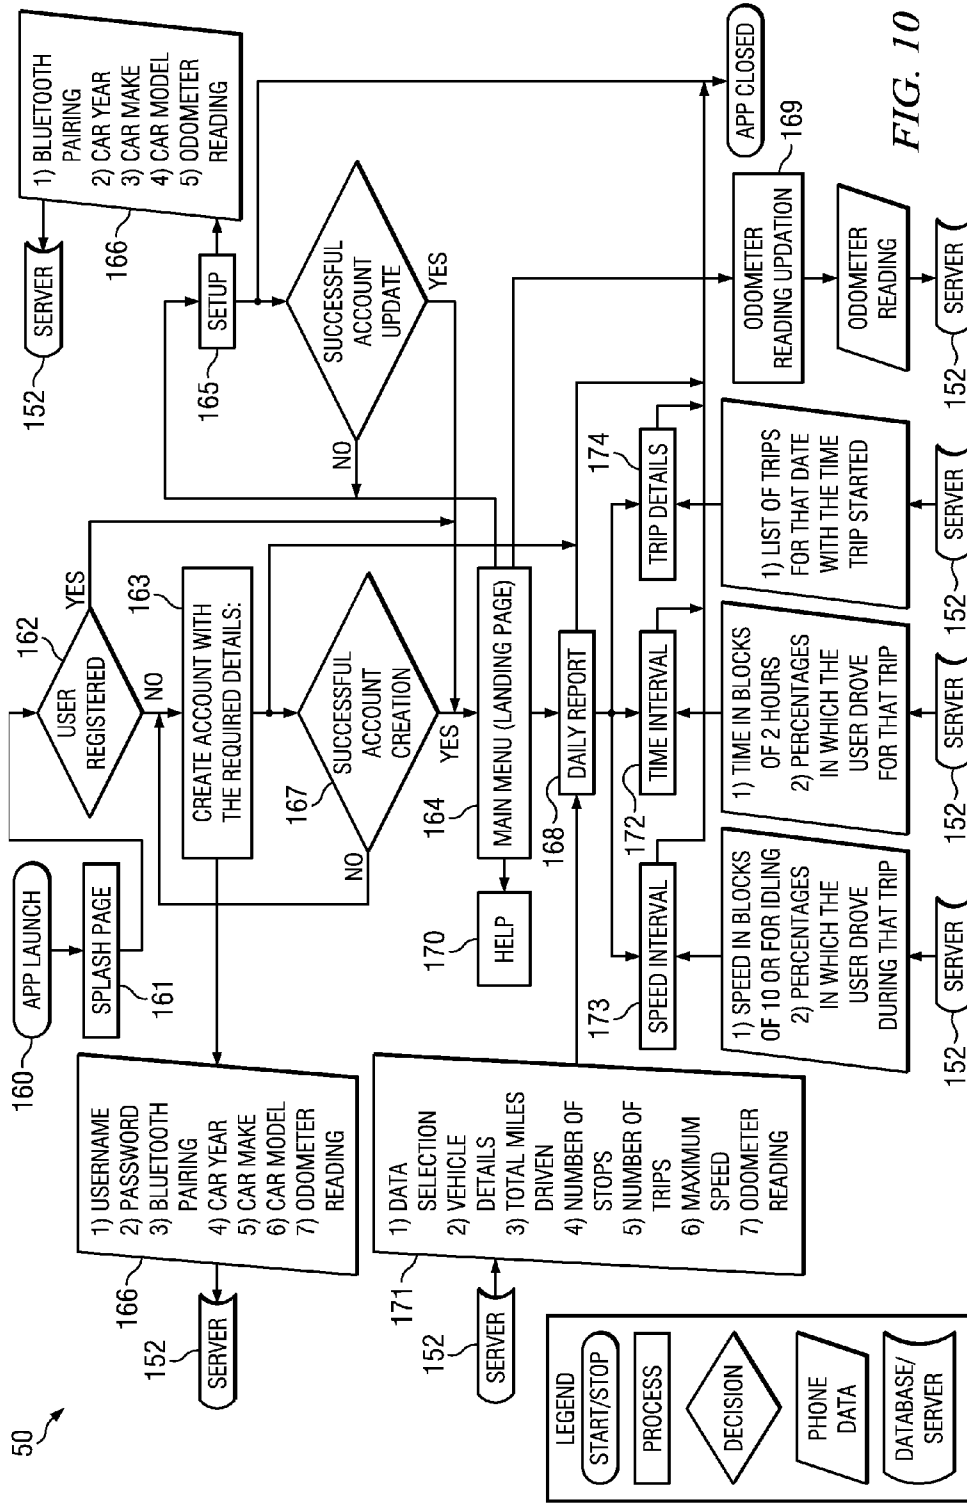 50
160
APP LAUNCH
SPLASH PAGE
161
162
USER
REGISTERED
YES
NO
163
CREATE ACCOUNT WITH
THE REQUIRED DETAILS:
1) USERNAME
2) PASSWORD
3) BLUETOOTH
PAIRING
4) CAR YEAR
5) CAR MAKE
6) CAR MODEL
7) ODOMETER
READING
166
152
SERVER
167
SUCCESSFUL
ACCOUNT
CREATION
NO
YES
1) BLUETOOTH
PAIRING
2) CAR YEAR
3) CAR MAKE
4) CAR MODEL
5) ODOMETER
READING
166
SERVER
152
SETUP
165
SUCCESSFUL
ACCOUNT
UPDATE
NO
YES
164
MAIN MENU (LANDING PAGE)
170
HELP
168
DAILY REPORT
1) DATA
SELECTION
2) VEHICLE
DETAILS
3) TOTAL MILES
DRIVEN
4) NUMBER OF
STOPS
5) NUMBER OF
TRIPS
6) MAXIMUM
SPEED
7) ODOMETER
READING
171
152
SERVER
173
SPEED INTERVAL
172
TIME INTERVAL
174
TRIP DETAILS
APP CLOSED
1) SPEED IN BLOCKS
OF 10 OR FOR IDLING
2) PERCENTAGES
IN WHICH THE
USER DROVE
DURING THAT TRIP
152
SERVER
1) TIME IN BLOCKS
OF 2 HOURS
2) PERCENTAGES
IN WHICH THE
USER DROVE
FOR THAT TRIP
152
SERVER
1) LIST OF TRIPS
FOR THAT DATE
WITH THE TIME
TRIP STARTED
152
SERVER
ODOMETER
READING UPDATION
169
ODOMETER
READING
152
SERVER
LEGEND
START/STOP
PROCESS
DECISION
PHONE
DATA
DATABASE/
SERVER
FIG. 10